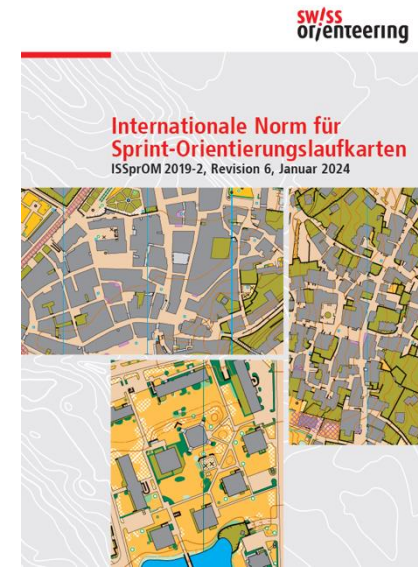 swiss
orienteering
Internationale Norm für
Sprint-Orientierungslaufkarten
ISSprOM 2019-2, Revision 6, Januar 2024